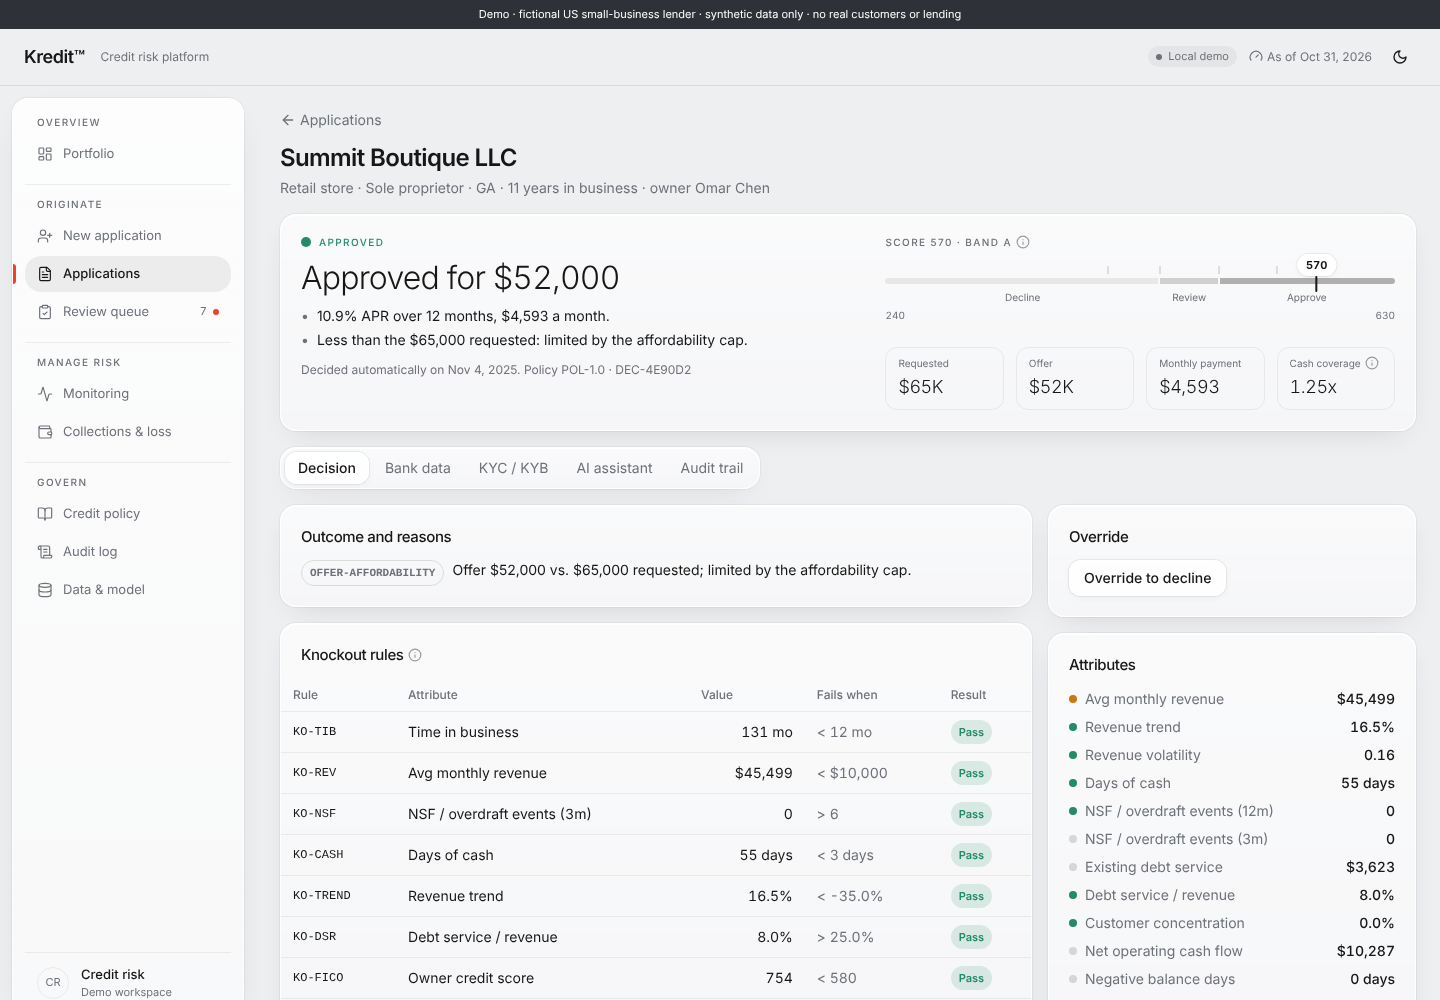 Demo · fictional US small-business lender · synthetic data only · no real customers or lending
Kredit™ Credit risk platform
Local demo
As of Oct 31, 2026
OVERVIEW
Portfolio
ORIGINATE
New application
Applications
Review queue 7
MANAGE RISK
Monitoring
Collections & loss
GOVERN
Credit policy
Audit log
Data & model
CR
Credit risk
Demo workspace
Applications
Summit Boutique LLC
Retail store · Sole proprietor · GA · 11 years in business · owner Omar Chen
APPROVED
Approved for $52,000
• 10.9% APR over 12 months, $4,593 a month.
• Less than the $65,000 requested: limited by the affordability cap.
Decided automatically on Nov 4, 2025. Policy POL-1.0 · DEC-4E90D2
SCORE 570 · BAND A
570
Decline Review Approve
240 630
Requested
$65K
Offer
$52K
Monthly payment
$4,593
Cash coverage
1.25x
Decision Bank data KYC / KYB AI assistant Audit trail
Outcome and reasons
OFFER-AFFORDABILITY Offer $52,000 vs. $65,000 requested; limited by the affordability cap.
Knockout rules
Rule Attribute Value Fails when Result
KO-TIB Time in business 131 mo < 12 mo Pass
KO-REV Avg monthly revenue $45,499 < $10,000 Pass
KO-NSF NSF / overdraft events (3m) 0 > 6 Pass
KO-CASH Days of cash 55 days < 3 days Pass
KO-TREND Revenue trend 16.5% < -35.0% Pass
KO-DSR Debt service / revenue 8.0% > 25.0% Pass
KO-FICO Owner credit score 754 < 580 Pass
Override
Override to decline
Attributes
Avg monthly revenue $45,499
Revenue trend 16.5%
Revenue volatility 0.16
Days of cash 55 days
NSF / overdraft events (12m) 0
NSF / overdraft events (3m) 0
Existing debt service $3,623
Debt service / revenue 8.0%
Customer concentration 0.0%
Net operating cash flow $10,287
Negative balance days 0 days